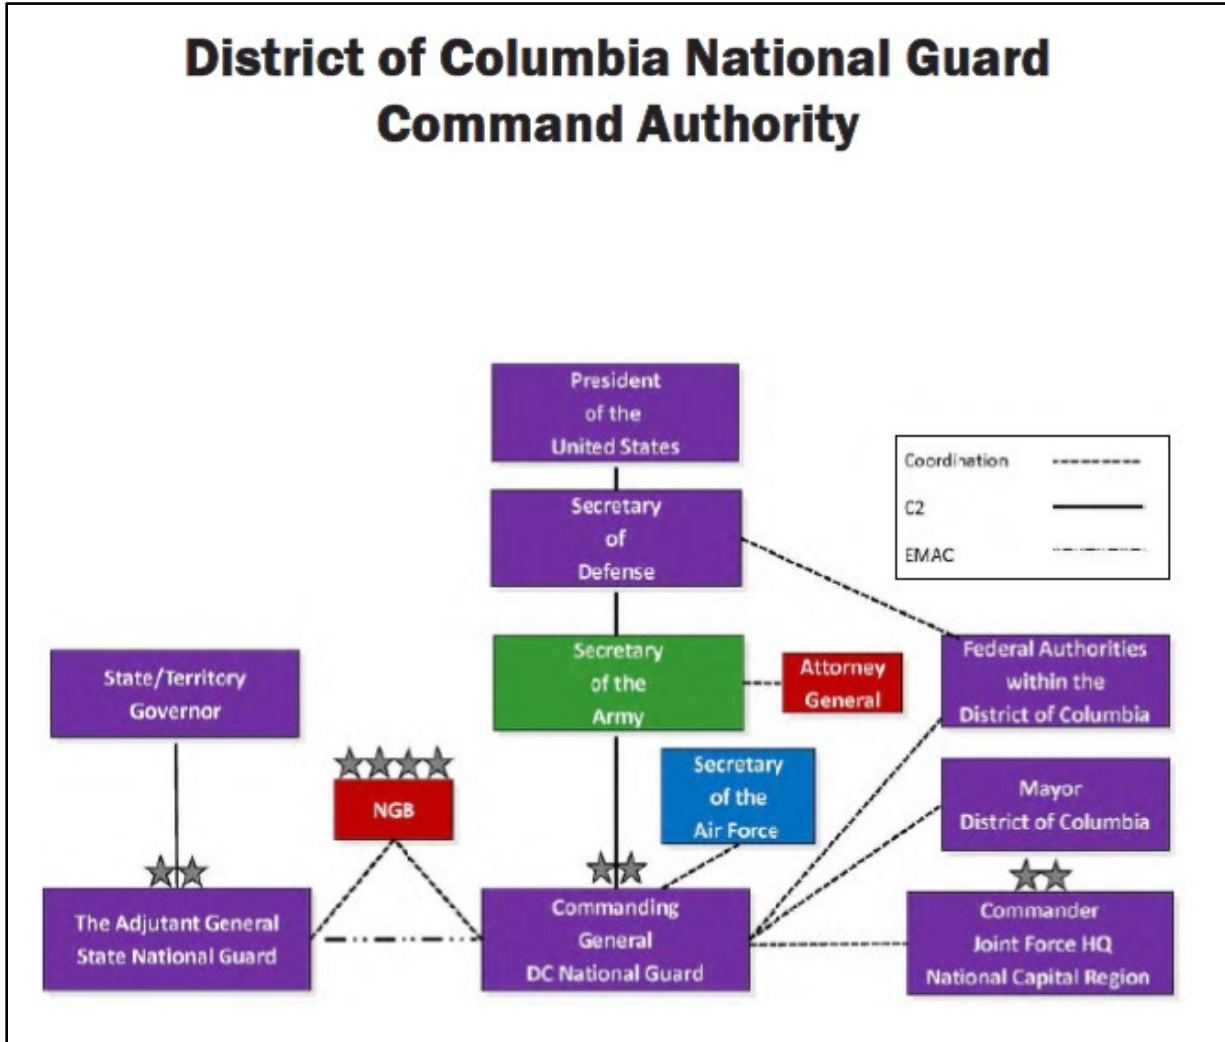 District of Columbia National Guard
Command Authority
President
of the
United States
Coordination
C2
EMAC
Secretary
of
Defense
Secretary
of the
Army
Attorney
General
Federal Authorities
within the
District of Columbia
State/Territory
Governor
NGB
Secretary
of the
Air Force
Mayor
District of Columbia
The Adjutant General
State National Guard
Commanding
General
DC National Guard
Commander
Joint Force HQ
National Capital Region